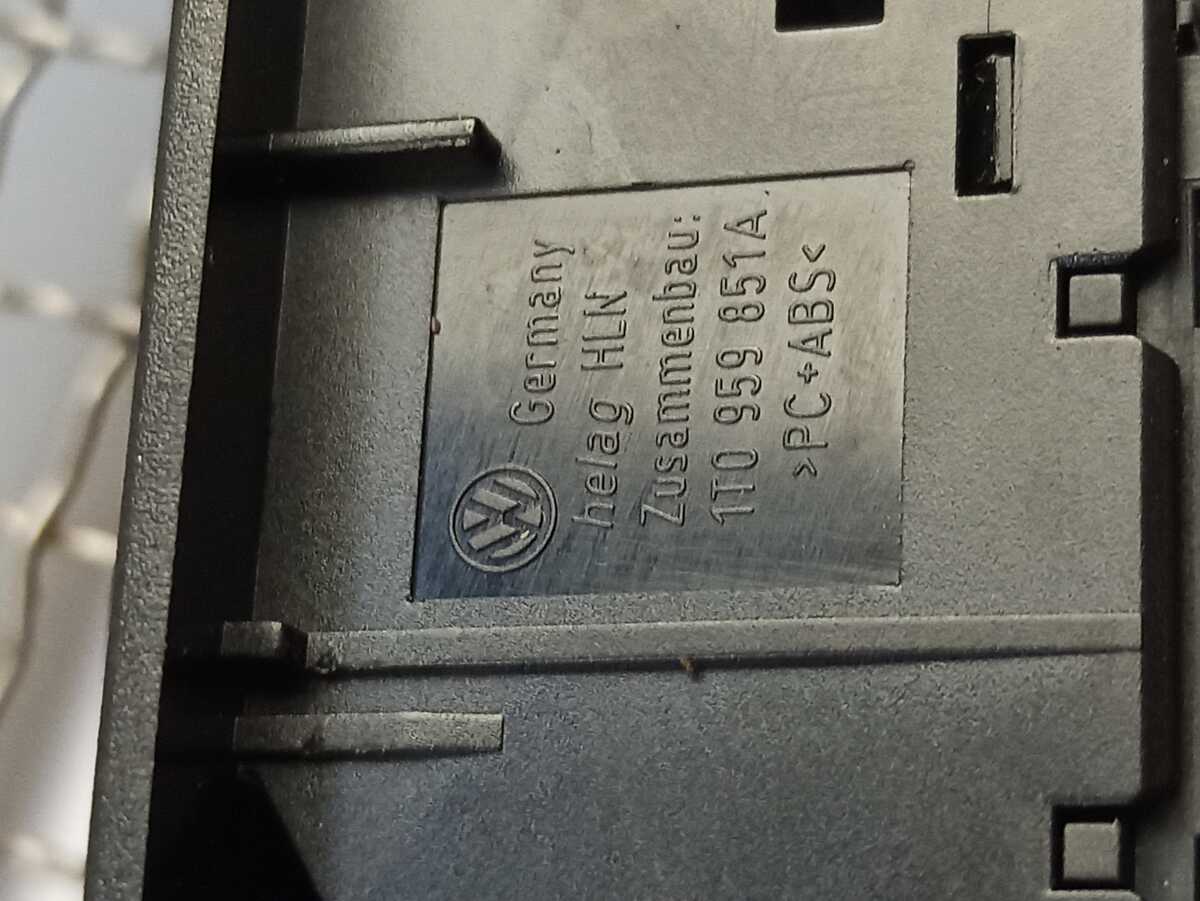 Germany
helag HLN
Zusammenbau:
1T0 959 851A
>PC+ABS<